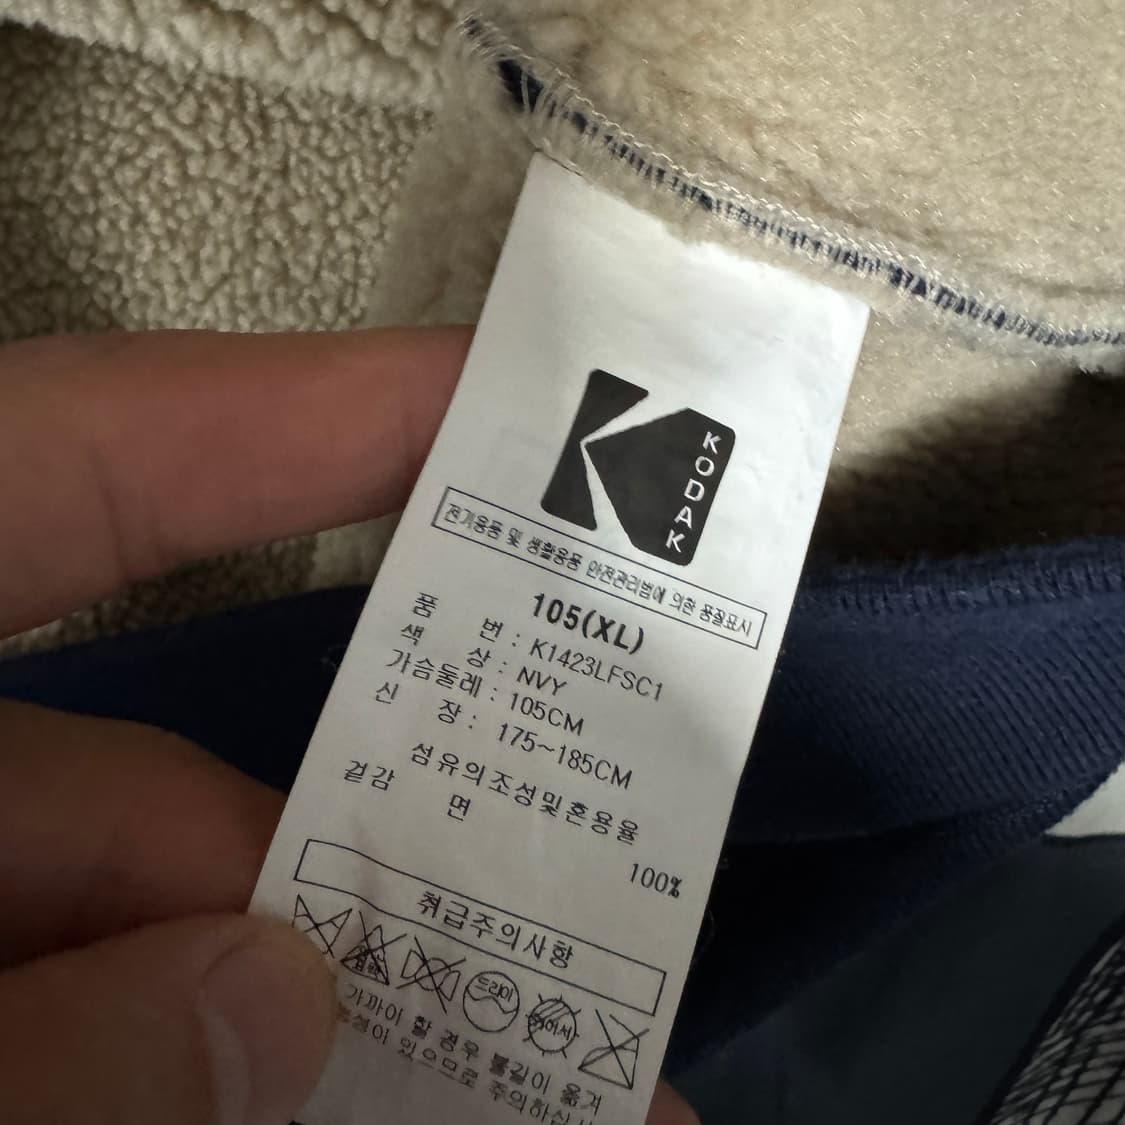 KODAK
전기용품 및 생활용품 안전관리법에 의한 품질표시
105(XL)
품 번 : K1423LFSC1
색 상 : NVY
가슴둘레 : 105CM
신 장 : 175~185CM
섬유의조성및혼용율
겉감 면 100%
취급주의사항
드라이
가까이 할 경우 불길이 옮겨
있으므로 주의하십시